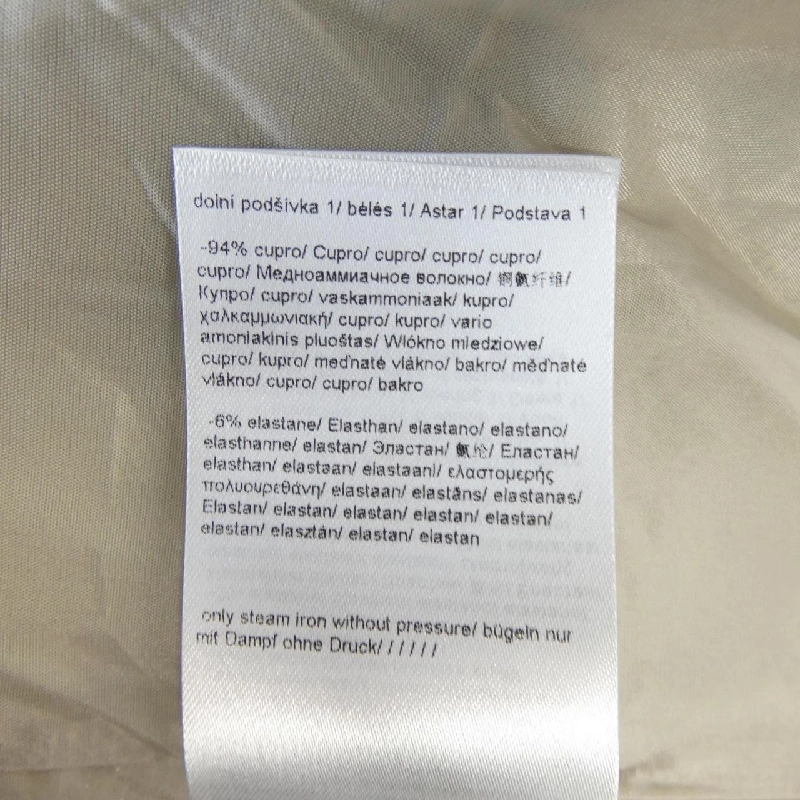 dolní podšívka 1/ bélés 1/ Astar 1/ Podstava 1
-94% cupro/ Cupro/ cupro/ cupro/ cupro/
cupro/ Медноаммиачное волокно/ 铜氨纤维/
Купро/ cupro/ vaskammoniaak/ kupro/
χαλκαμμωνιακή/ cupro/ kupro/ vario
amoniakinis pluoštas/ Wlókno miedziowe/
cupro/ kupro/ meďnaté vlákno/ bakro/ měďnaté
vlákno/ cupro/ cupro/ bakro
-6% elastane/ Elasthan/ elastano/ elastano/
elasthanne/ elastan/ Эластан/ 氨纶/ Еластан/
elasthan/ elastaan/ elastaani/ ελαστομερής
πολυουρεθάνη/ elastaan/ elastāns/ elastanas/
Elastan/ elastan/ elastan/ elastan/ elastan/
elastan/ elasztán/ elastan/ elastan
only steam iron without pressure/ bügeln nur
mit Dampf ohne Druck/ / / / / /